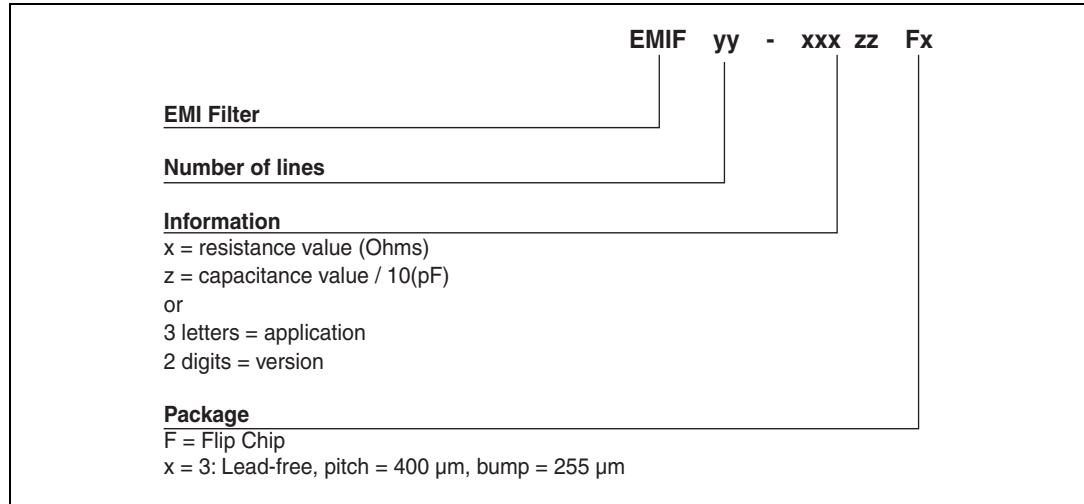 EMIF yy - xxx zz Fx
EMI Filter
Number of lines
Information
x = resistance value (Ohms)
z = capacitance value / 10(pF)
or
3 letters = application
2 digits = version
Package
F = Flip Chip
x = 3: Lead-free, pitch = 400 µm, bump = 255 µm